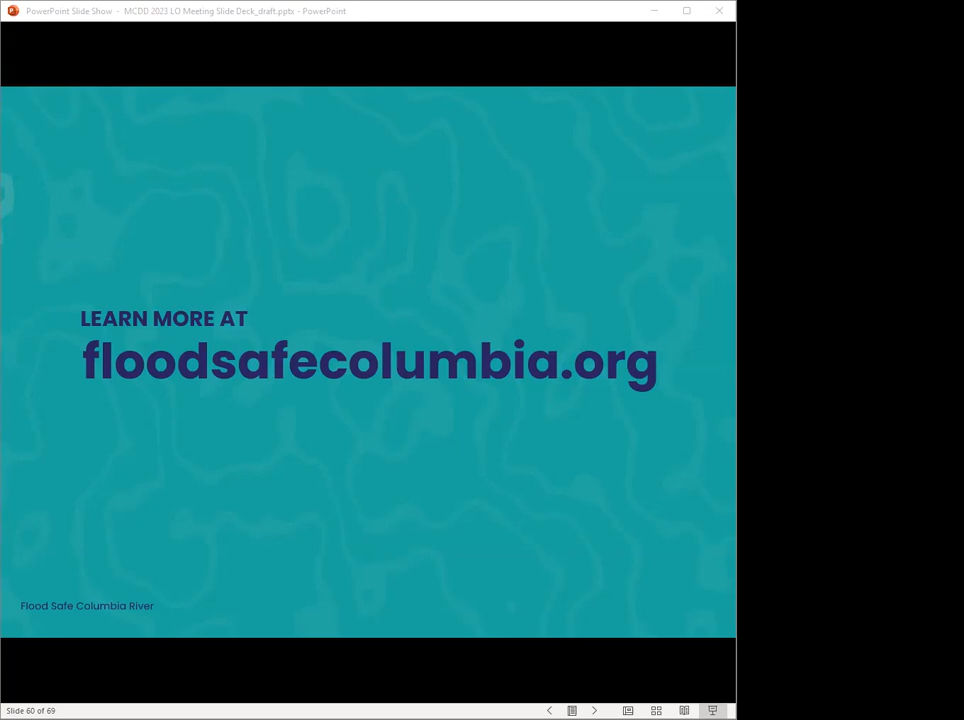 PowerPoint Slide Show - MCDD 2023 LO Meeting Slide Deck_draft.pptx - PowerPoint
LEARN MORE AT
floodsafecolumbia.org
Flood Safe Columbia River
Slide 60 of 69